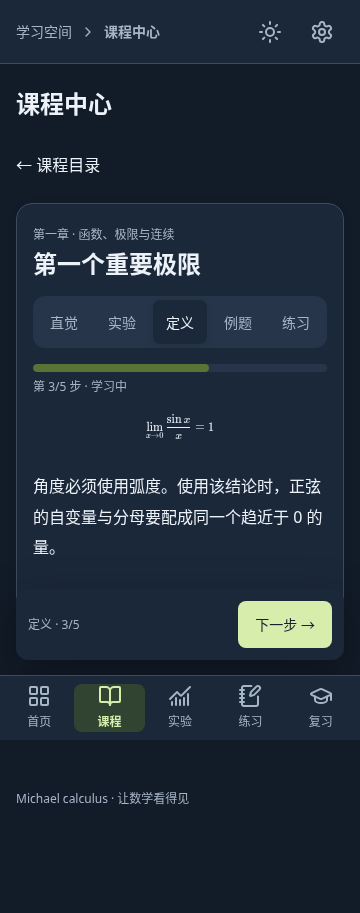 学习空间 > 课程中心
课程中心
← 课程目录
第一章 · 函数、极限与连续
第一个重要极限
直觉 实验 定义 例题 练习
第 3/5 步 · 学习中
lim x→0 sin x / x = 1
角度必须使用弧度。使用该结论时，正弦
的自变量与分母要配成同一个趋近于 0 的
量。
定义 · 3/5
下一步 →
首页 课程 实验 练习 复习
Michael calculus · 让数学看得见